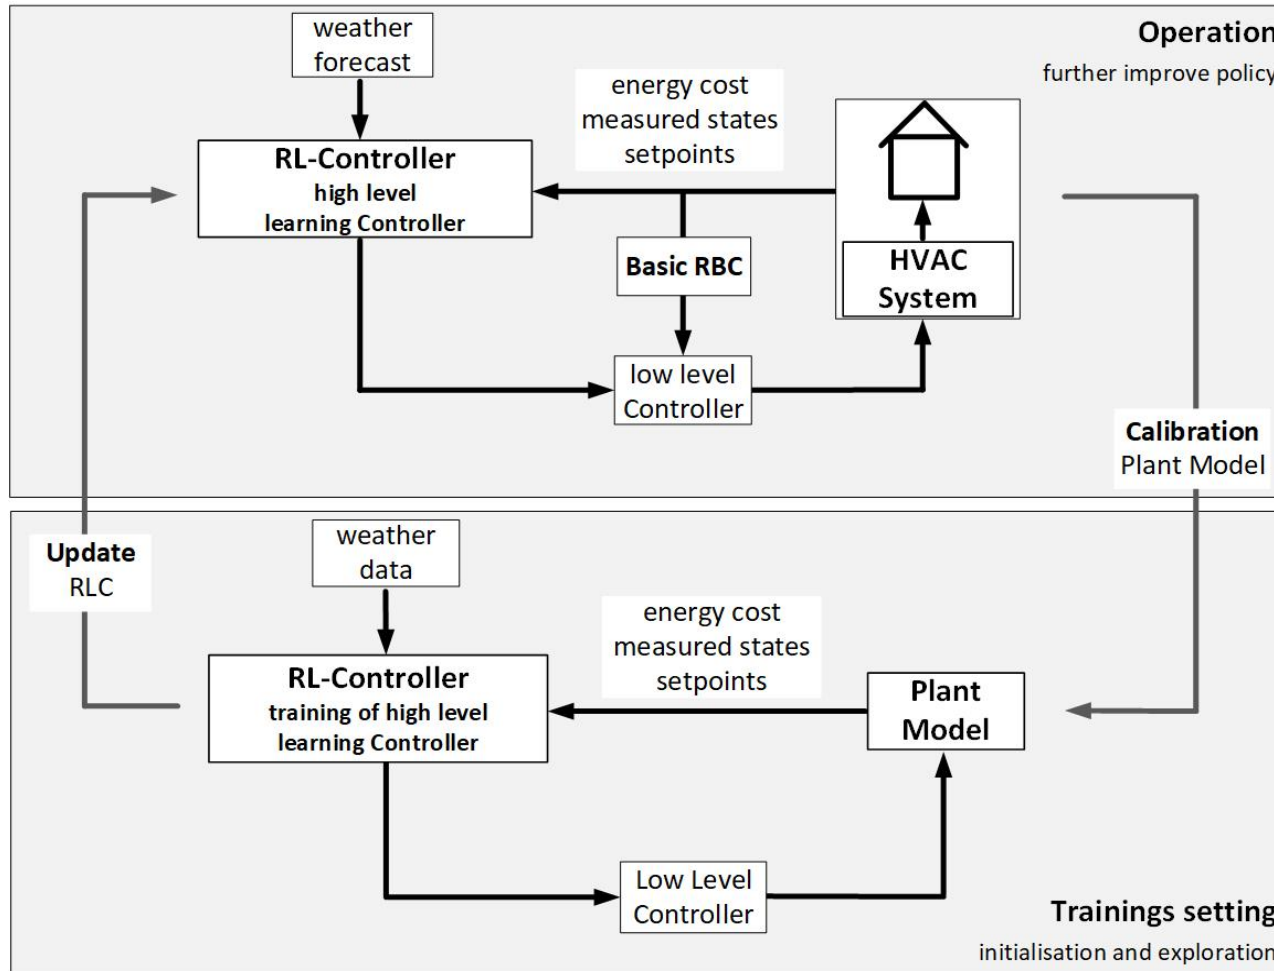 weather
forecast
Operation
further improve policy
energy cost
measured states
setpoints
RL-Controller
high level
learning Controller
Basic RBC
HVAC
System
low level
Controller
Calibration
Plant Model
Update
RLC
weather
data
energy cost
measured states
setpoints
RL-Controller
training of high level
learning Controller
Plant
Model
Low Level
Controller
Trainings setting
initialisation and exploration